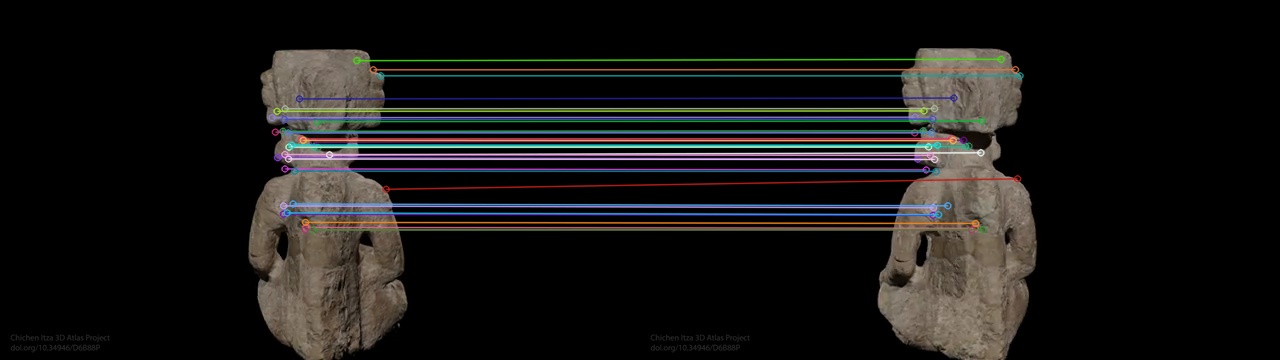 Chichen Itza 3D Atlas Project
doi.org/10.34946/D6B88P
Chichen Itza 3D Atlas Project
doi.org/10.34946/D6B88P